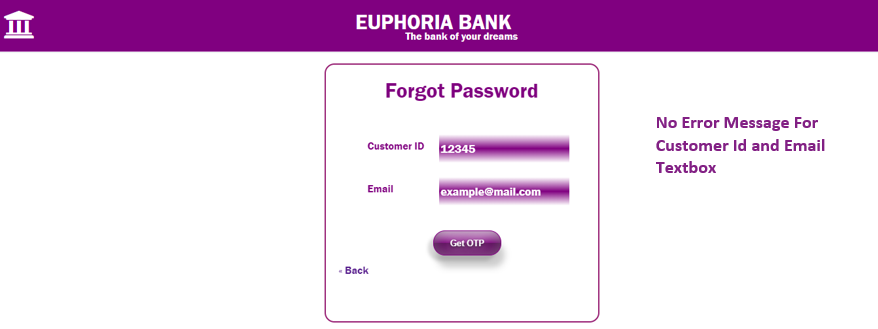 EUPHORIA BANK
The bank of your dreams
Forgot Password
Customer ID
12345
Email
example@mail.com
Get OTP
« Back
No Error Message For
Customer Id and Email
Textbox